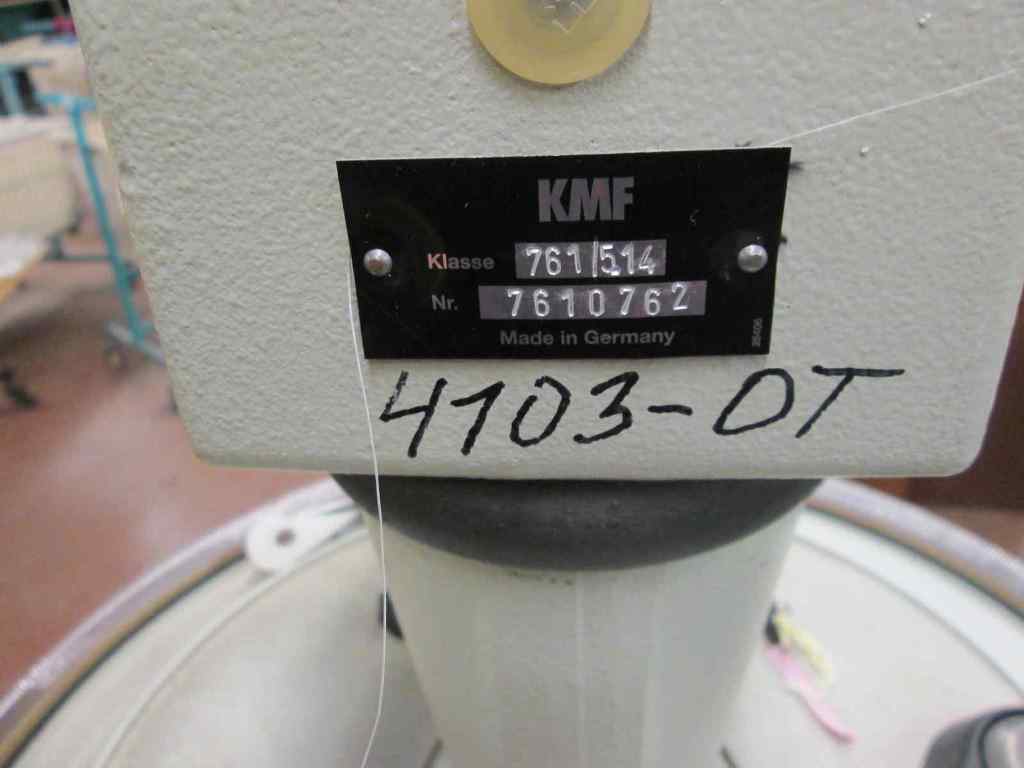 KMF
Klasse 761/514
Nr. 7610762
Made in Germany
4103-OT